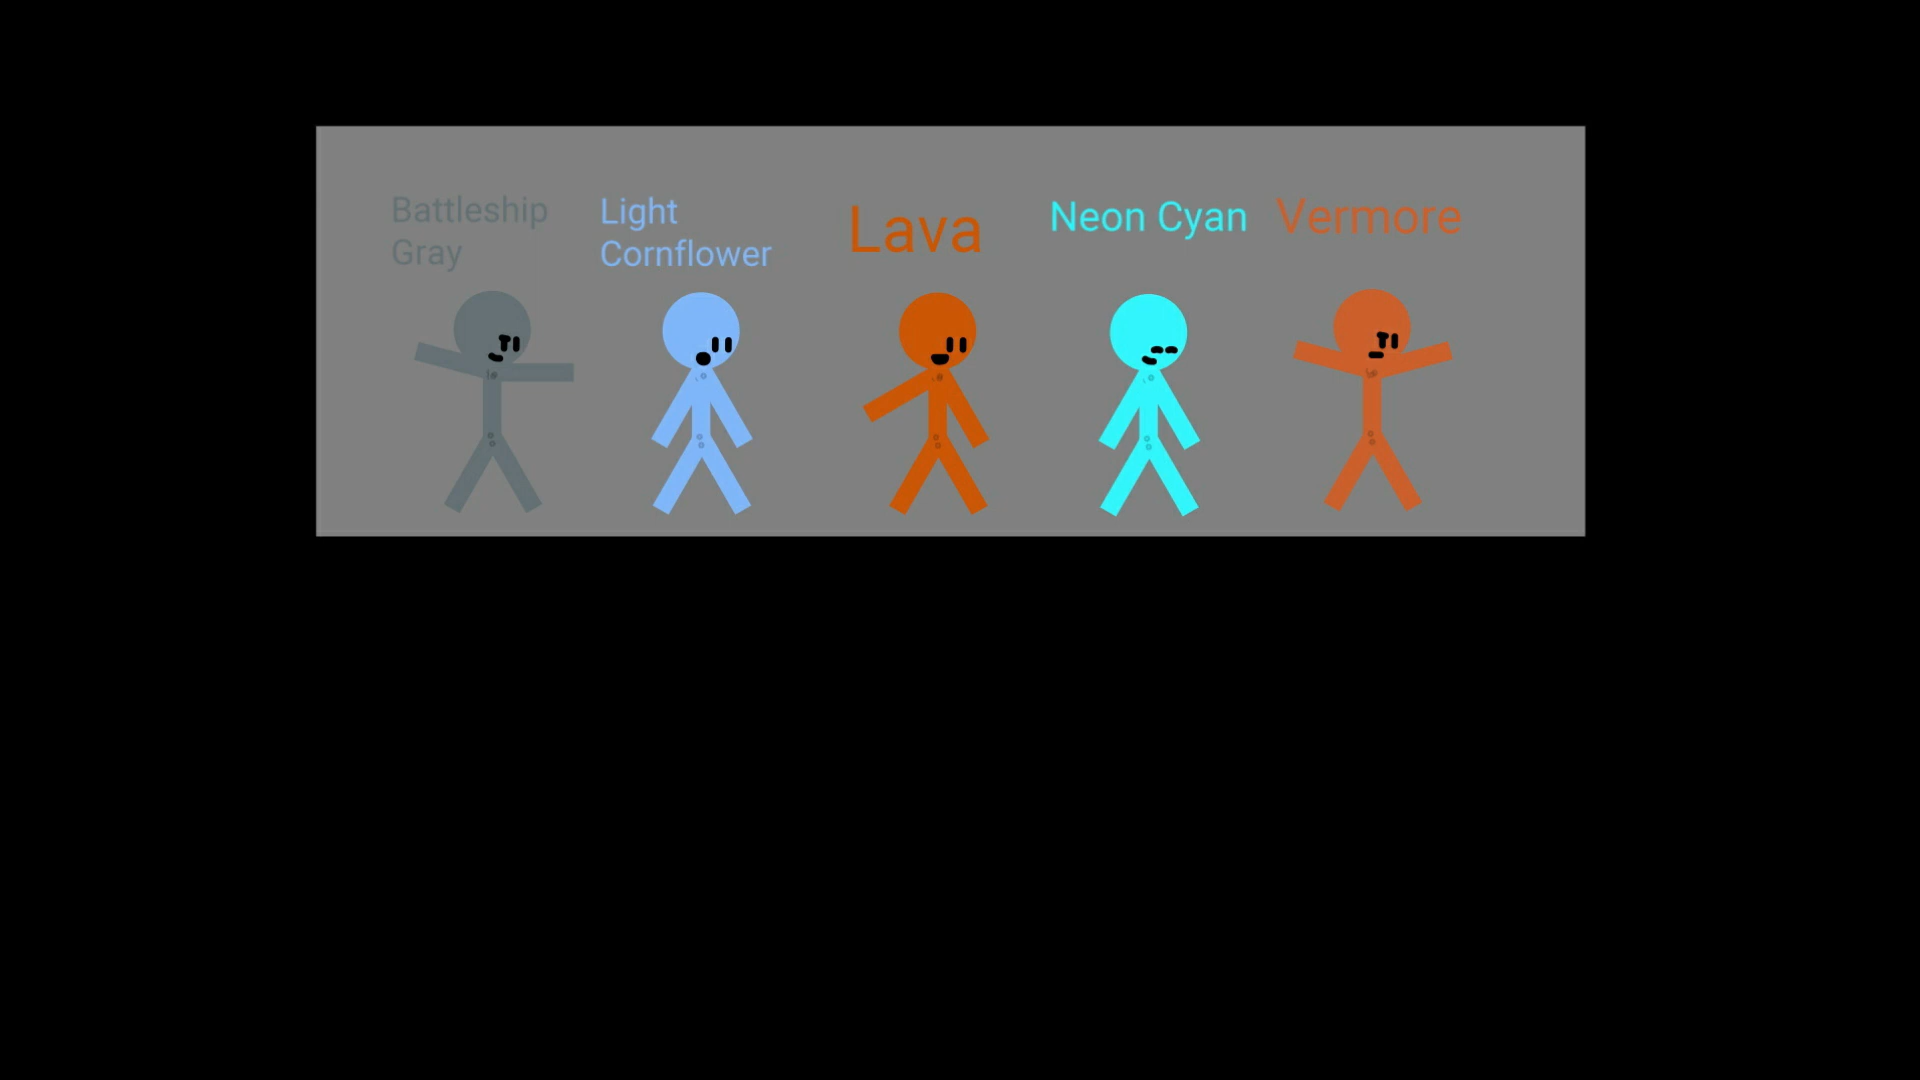 Battleship
Gray
Light
Cornflower
Lava
Neon Cyan
Vermore